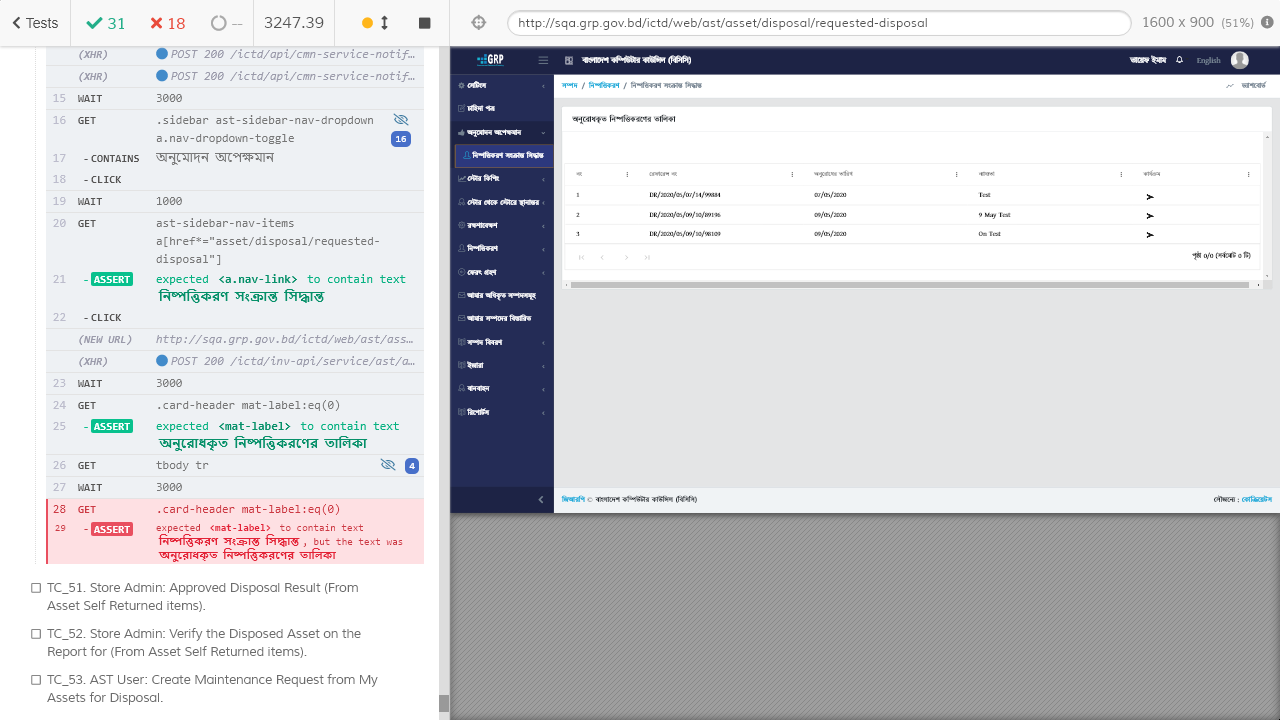 Tests
31
18
--
3247.39
http://sqa.grp.gov.bd/ictd/web/ast/asset/disposal/requested-disposal
1600 x 900 (51%)
(XHR) POST 200 /ictd/api/cmn-service-notif…
(XHR) POST 200 /ictd/api/cmn-service-notif…
15 WAIT 3000
16 GET .sidebar ast-sidebar-nav-dropdown a.nav-dropdown-toggle 16
17 - CONTAINS অনুমোদন অপেক্ষমান
18 - CLICK
19 WAIT 1000
20 GET ast-sidebar-nav-link
a[href*="asset/disposal/requested-
disposal"]
21 - ASSERT expected <a.nav-link> to contain text
নিষ্পত্তিকরণ সংক্রান্ত সিদ্ধান্ত
22 - CLICK
(NEW URL) http://sqa.grp.gov.bd/ictd/web/ast/ass…
(XHR) POST 200 /ictd/inv-api/service/ast/a…
23 WAIT 3000
24 GET .card-header mat-label:eq(0)
25 - ASSERT expected <mat-label> to contain text
অনুরোধকৃত নিষ্পত্তিকরণের তালিকা
26 GET tbody tr 4
27 WAIT 3000
28 GET .card-header mat-label:eq(0)
29 - ASSERT expected <mat-label> to contain text
নিষ্পত্তিকরণ সংক্রান্ত সিদ্ধান্ত , but the text was
অনুরোধকৃত নিষ্পত্তিকরণের তালিকা
TC_51. Store Admin: Approved Disposal Result (From
Asset Self Returned items).
TC_52. Store Admin: Verify the Disposed Asset on the
Report for (From Asset Self Returned items).
TC_53. AST User: Create Maintenance Request from My
Assets for Disposal.
GRP
বাংলাদেশ কম্পিউটার কাউন্সিল (বিসিসি)
English
সেটিংস
চাহিদা পত্র
অনুমোদন অপেক্ষমান
নিষ্পত্তিকরণ সংক্রান্ত সিদ্ধান্ত
স্টোর কিপিং
স্টোর থেকে স্টোরে স্থানান্তর
রক্ষণাবেক্ষণ
নিষ্পত্তিকরণ
ফেরৎ গ্রহণ
আমার অধিকৃত সম্পদসমূহ
আমার সম্পদের বিস্তারিত
সম্পদ বিবরণ
ইজারা
যানবাহন
রিপোর্টস
সম্পদ / নিষ্পত্তিকরণ / নিষ্পত্তিকরণ সংক্রান্ত সিদ্ধান্ত
ড্যাশবোর্ড
অনুরোধকৃত নিষ্পত্তিকরণের তালিকা
নং রেফারেন্স নং অনুরোধের তারিখ ব্যাখ্যা কার্যক্রম
1 DR/2020/05/07/14/99884 07/05/2020 Test
2 DR/2020/05/09/10/89196 09/05/2020 9 May Test
3 DR/2020/05/09/10/98109 09/05/2020 On Test
পৃষ্ঠা 0/0 (সর্বমোট 0 টি)
জিআরপি © বাংলাদেশ কম্পিউটার কাউন্সিল (বিসিসি)
সৌজন্যে :